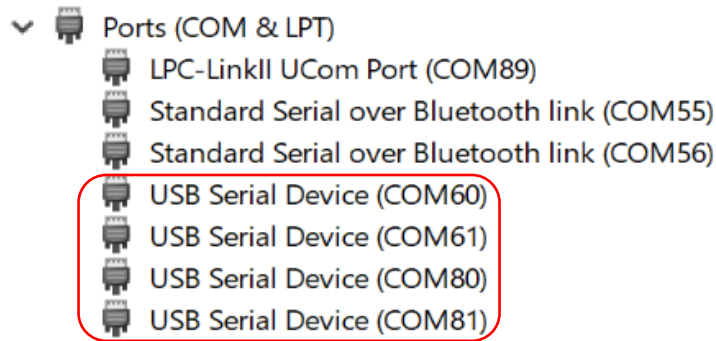 Ports (COM & LPT)
LPC-LinkII UCom Port (COM89)
Standard Serial over Bluetooth link (COM55)
Standard Serial over Bluetooth link (COM56)
USB Serial Device (COM60)
USB Serial Device (COM61)
USB Serial Device (COM80)
USB Serial Device (COM81)